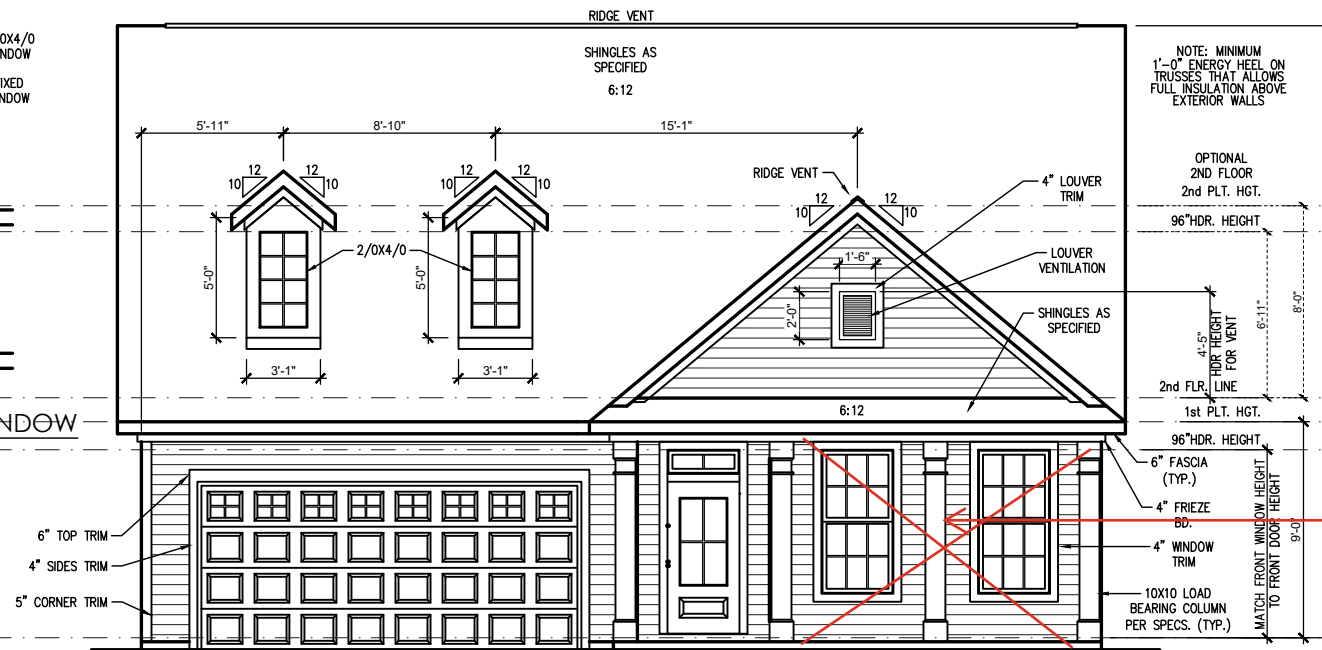 RIDGE VENT
0X4/0
NDOW
IXED
NDOW
SHINGLES AS
SPECIFIED
6:12
NOTE: MINIMUM
1'-0" ENERGY HEEL ON
TRUSSES THAT ALLOWS
FULL INSULATION ABOVE
EXTERIOR WALLS
5'-11"
8'-10"
15'-1"
OPTIONAL
2ND FLOOR
2nd PLT. HGT.
96"HDR. HEIGHT
12
12
10
10
12
12
10
10
RIDGE VENT
12
12
10
10
4" LOUVER
TRIM
5'-0"
2/0X4/0
5'-0"
1'-6"
2'-0"
LOUVER
VENTILATION
SHINGLES AS
SPECIFIED
4'-5"
HDR HEIGHT
FOR VENT
6'-11"
8'-0"
3'-1"
3'-1"
2nd FLR. LINE
6:12
1st PLT. HGT.
NDOW
96"HDR. HEIGHT
6" FASCIA
(TYP.)
4" FRIEZE
BD.
4" WINDOW
TRIM
10X10 LOAD
BEARING COLUMN
PER SPECS. (TYP.)
MATCH FRONT WINDOW HEIGHT
TO FRONT DOOR HEIGHT
9'-0"
6" TOP TRIM
4" SIDES TRIM
5" CORNER TRIM